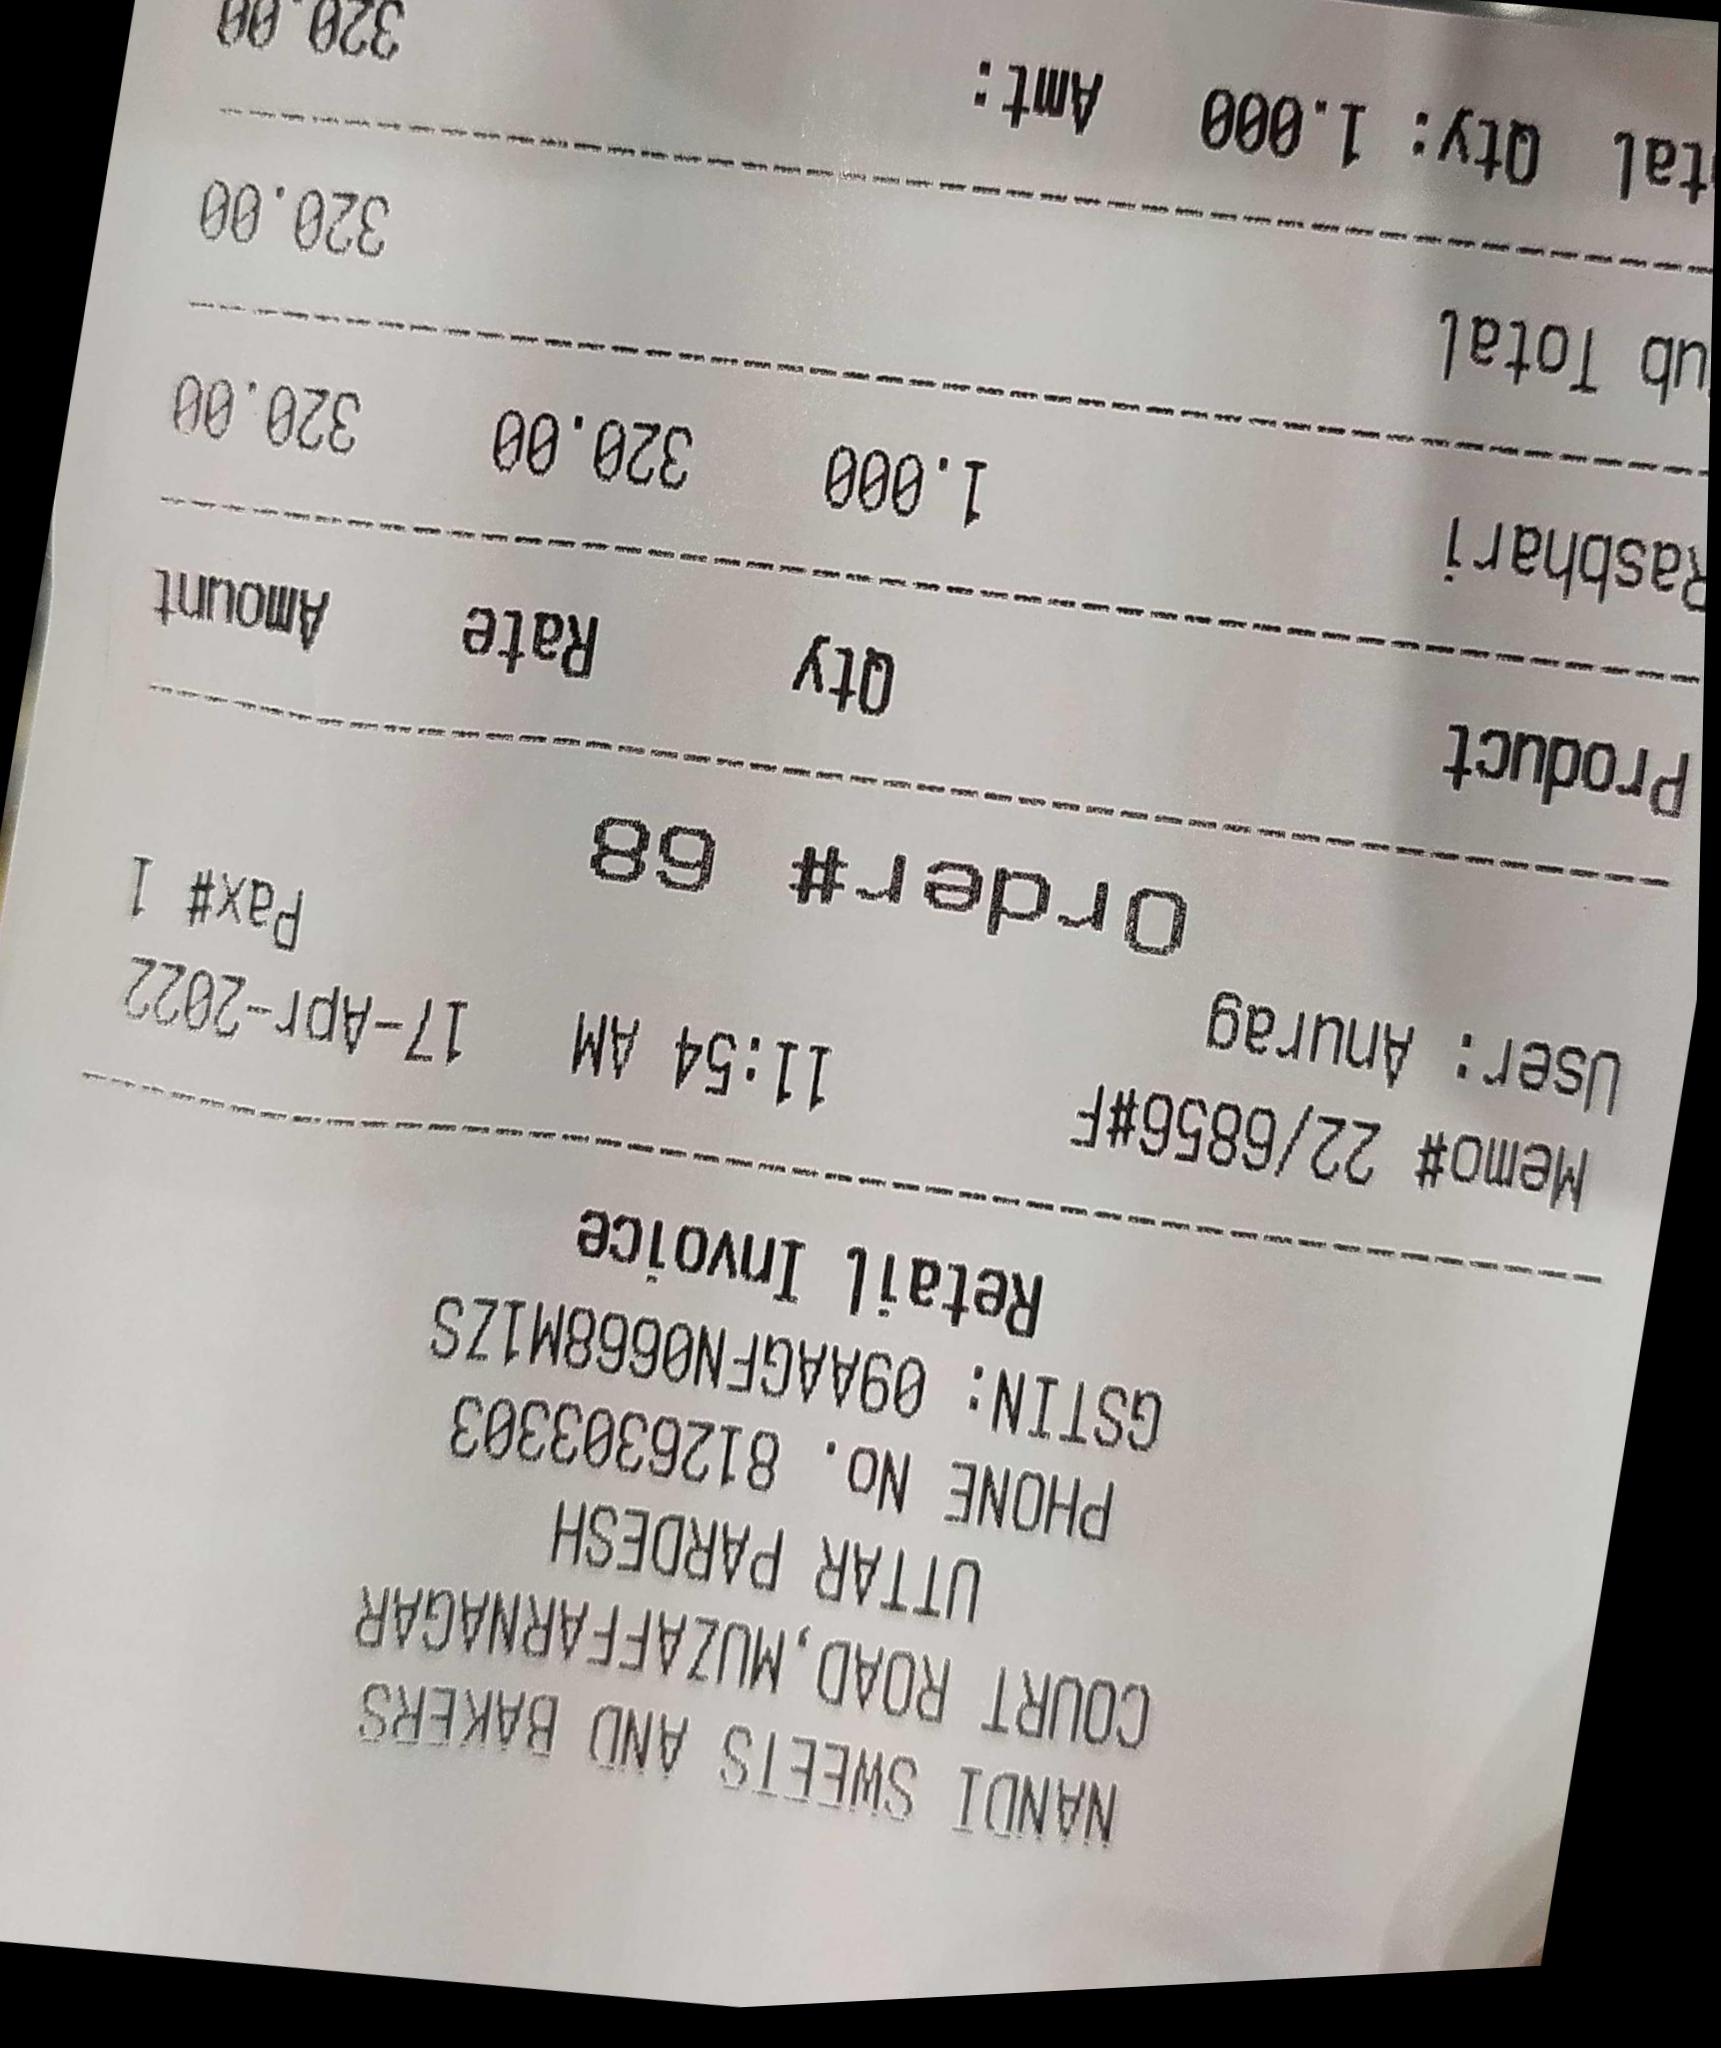 NANDI SWEETS AND BAKERS
COURT ROAD,MUZAFFARNAGAR
UTTAR PARDESH
PHONE No. 8126303303
GSTIN: 09AAGFN0668M1ZS
Retail Invoice
Memo# 22/6856#F 11:54 AM 17-Apr-2022
User: Anurag Pax# 1
Order# 68
Product Qty Rate Amount
Rasbhari 1.000 320.00 320.00
ub Total 320.00
tal Qty: 1.000 Amt: 320.00